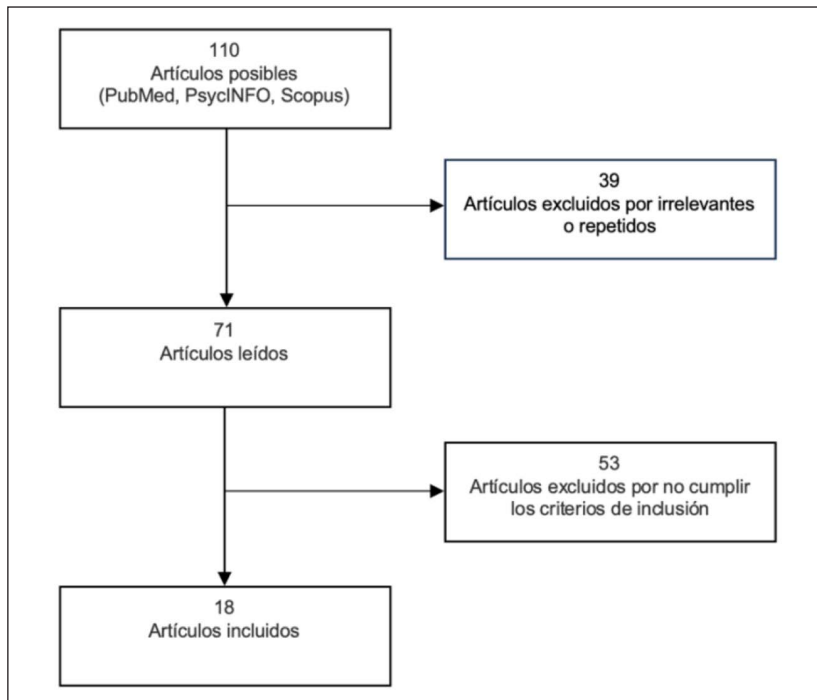 110
Artículos posibles
(PubMed, PsycINFO, Scopus)
39
Artículos excluidos por irrelevantes
o repetidos
71
Artículos leídos
53
Artículos excluidos por no cumplir
los criterios de inclusión
18
Artículos incluidos